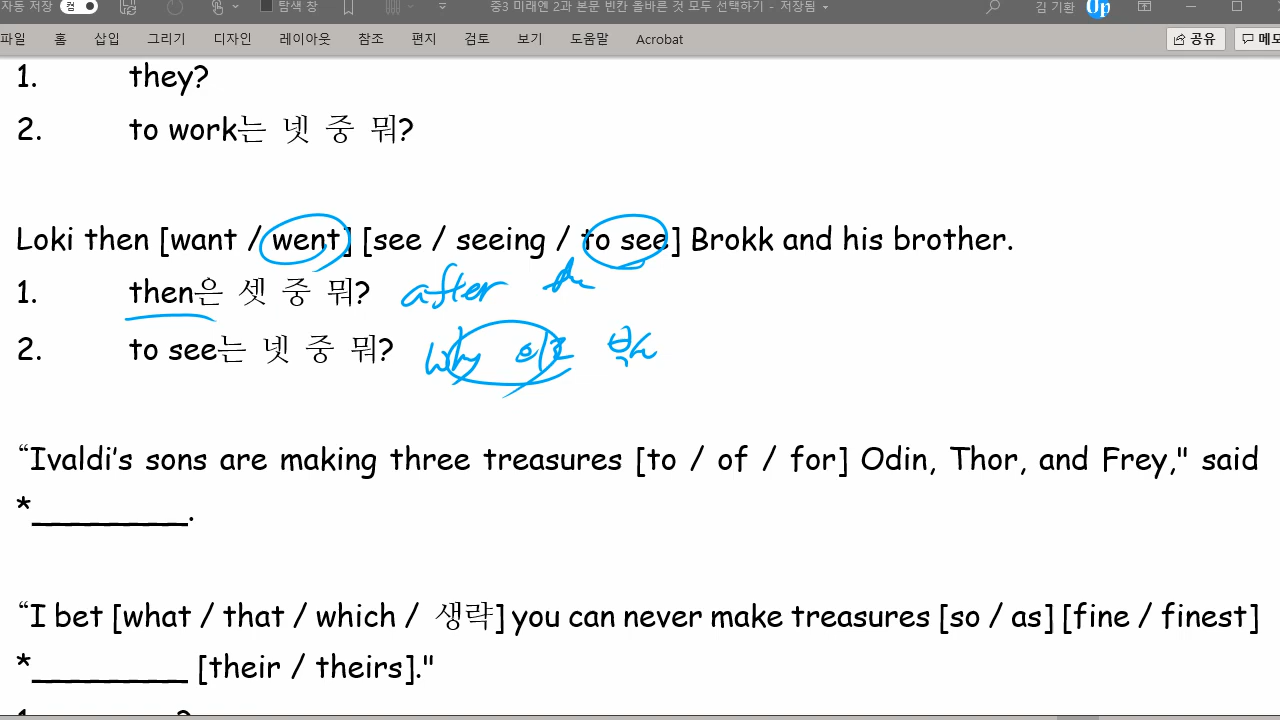 자동 저장 컴 탐색 창 중3 미래엔 2과 본문 빈칸 올바른 것 모두 선택하기 - 저장됨 김 기환
파일 홈 삽입 그리기 디자인 레이아웃 참조 편지 검토 보기 도움말 Acrobat 공유
1. they?
2. to work는 넷 중 뭐?
Loki then [want / went] [see / seeing / to see] Brokk and his brother.
1. then은 셋 중 뭐? after
2. to see는 넷 중 뭐? why
“Ivaldi’s sons are making three treasures [to / of / for] Odin, Thor, and Frey," said
*________.
“I bet [what / that / which / 생략] you can never make treasures [so / as] [fine / finest]
*________ [their / theirs]."